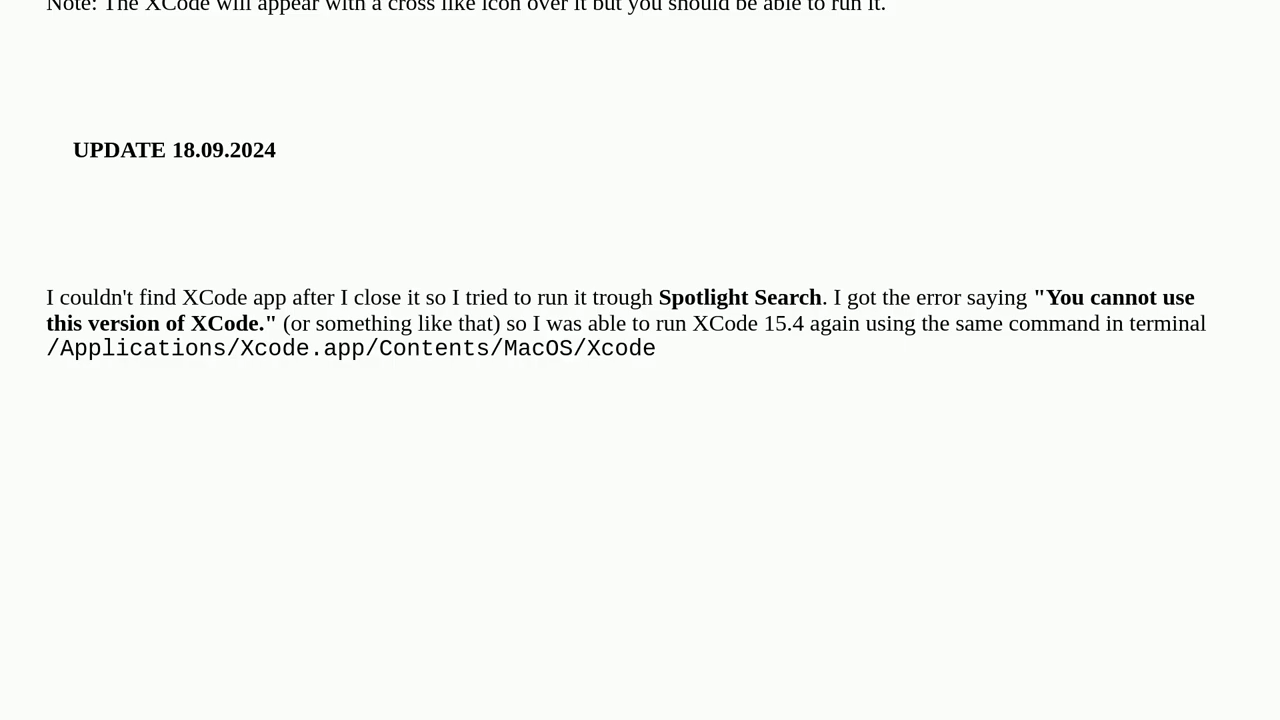 Note: The XCode will appear with a cross like icon over it but you should be able to run it.
UPDATE 18.09.2024
I couldn't find XCode app after I close it so I tried to run it trough Spotlight Search. I got the error saying "You cannot use
this version of XCode." (or something like that) so I was able to run XCode 15.4 again using the same command in terminal
/Applications/Xcode.app/Contents/MacOS/Xcode